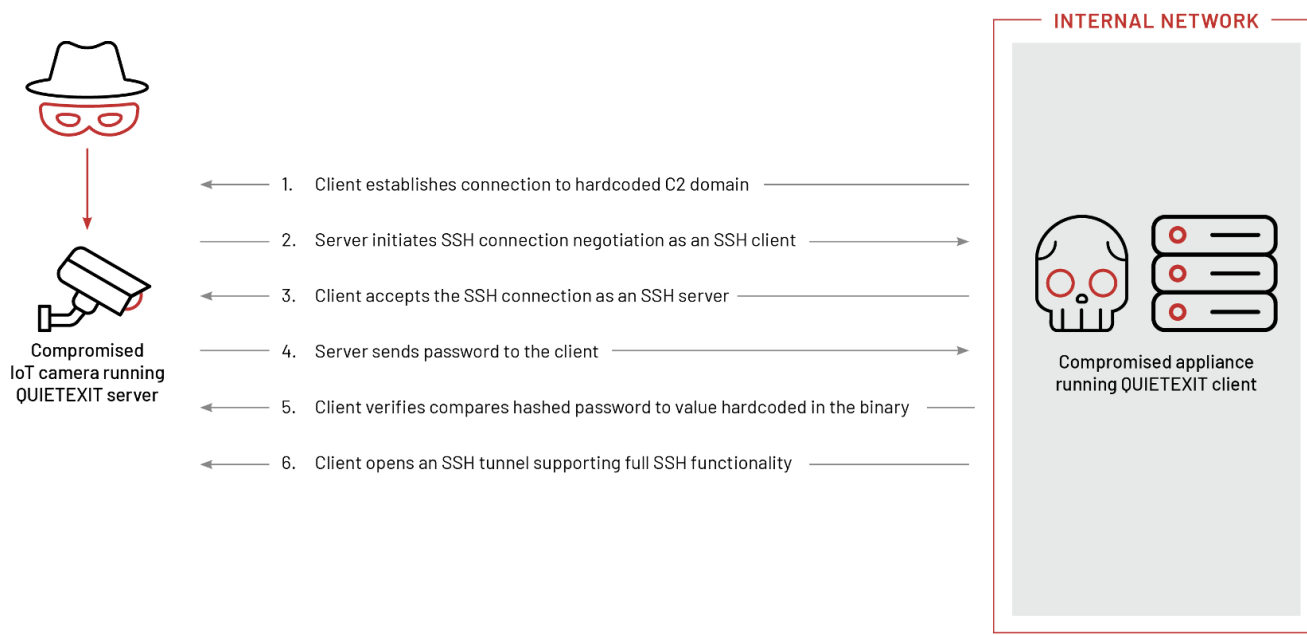 INTERNAL NETWORK
1. Client establishes connection to hardcoded C2 domain
2. Server initiates SSH connection negotiation as an SSH client
3. Client accepts the SSH connection as an SSH server
4. Server sends password to the client
5. Client verifies compares hashed password to value hardcoded in the binary
6. Client opens an SSH tunnel supporting full SSH functionality
Compromised
IoT camera running
QUIETEXIT server
Compromised appliance
running QUIETEXIT client